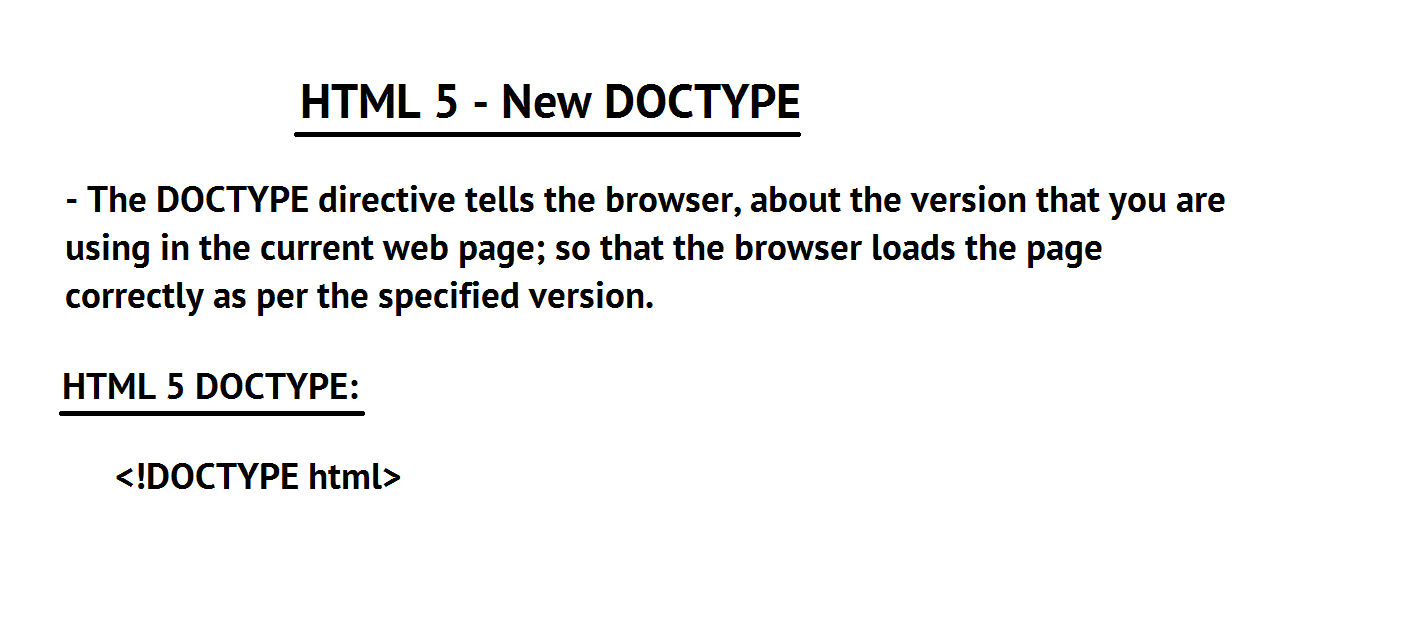 HTML 5 - New DOCTYPE
- The DOCTYPE directive tells the browser, about the version that you are
using in the current web page; so that the browser loads the page
correctly as per the specified version.
HTML 5 DOCTYPE:
<!DOCTYPE html>